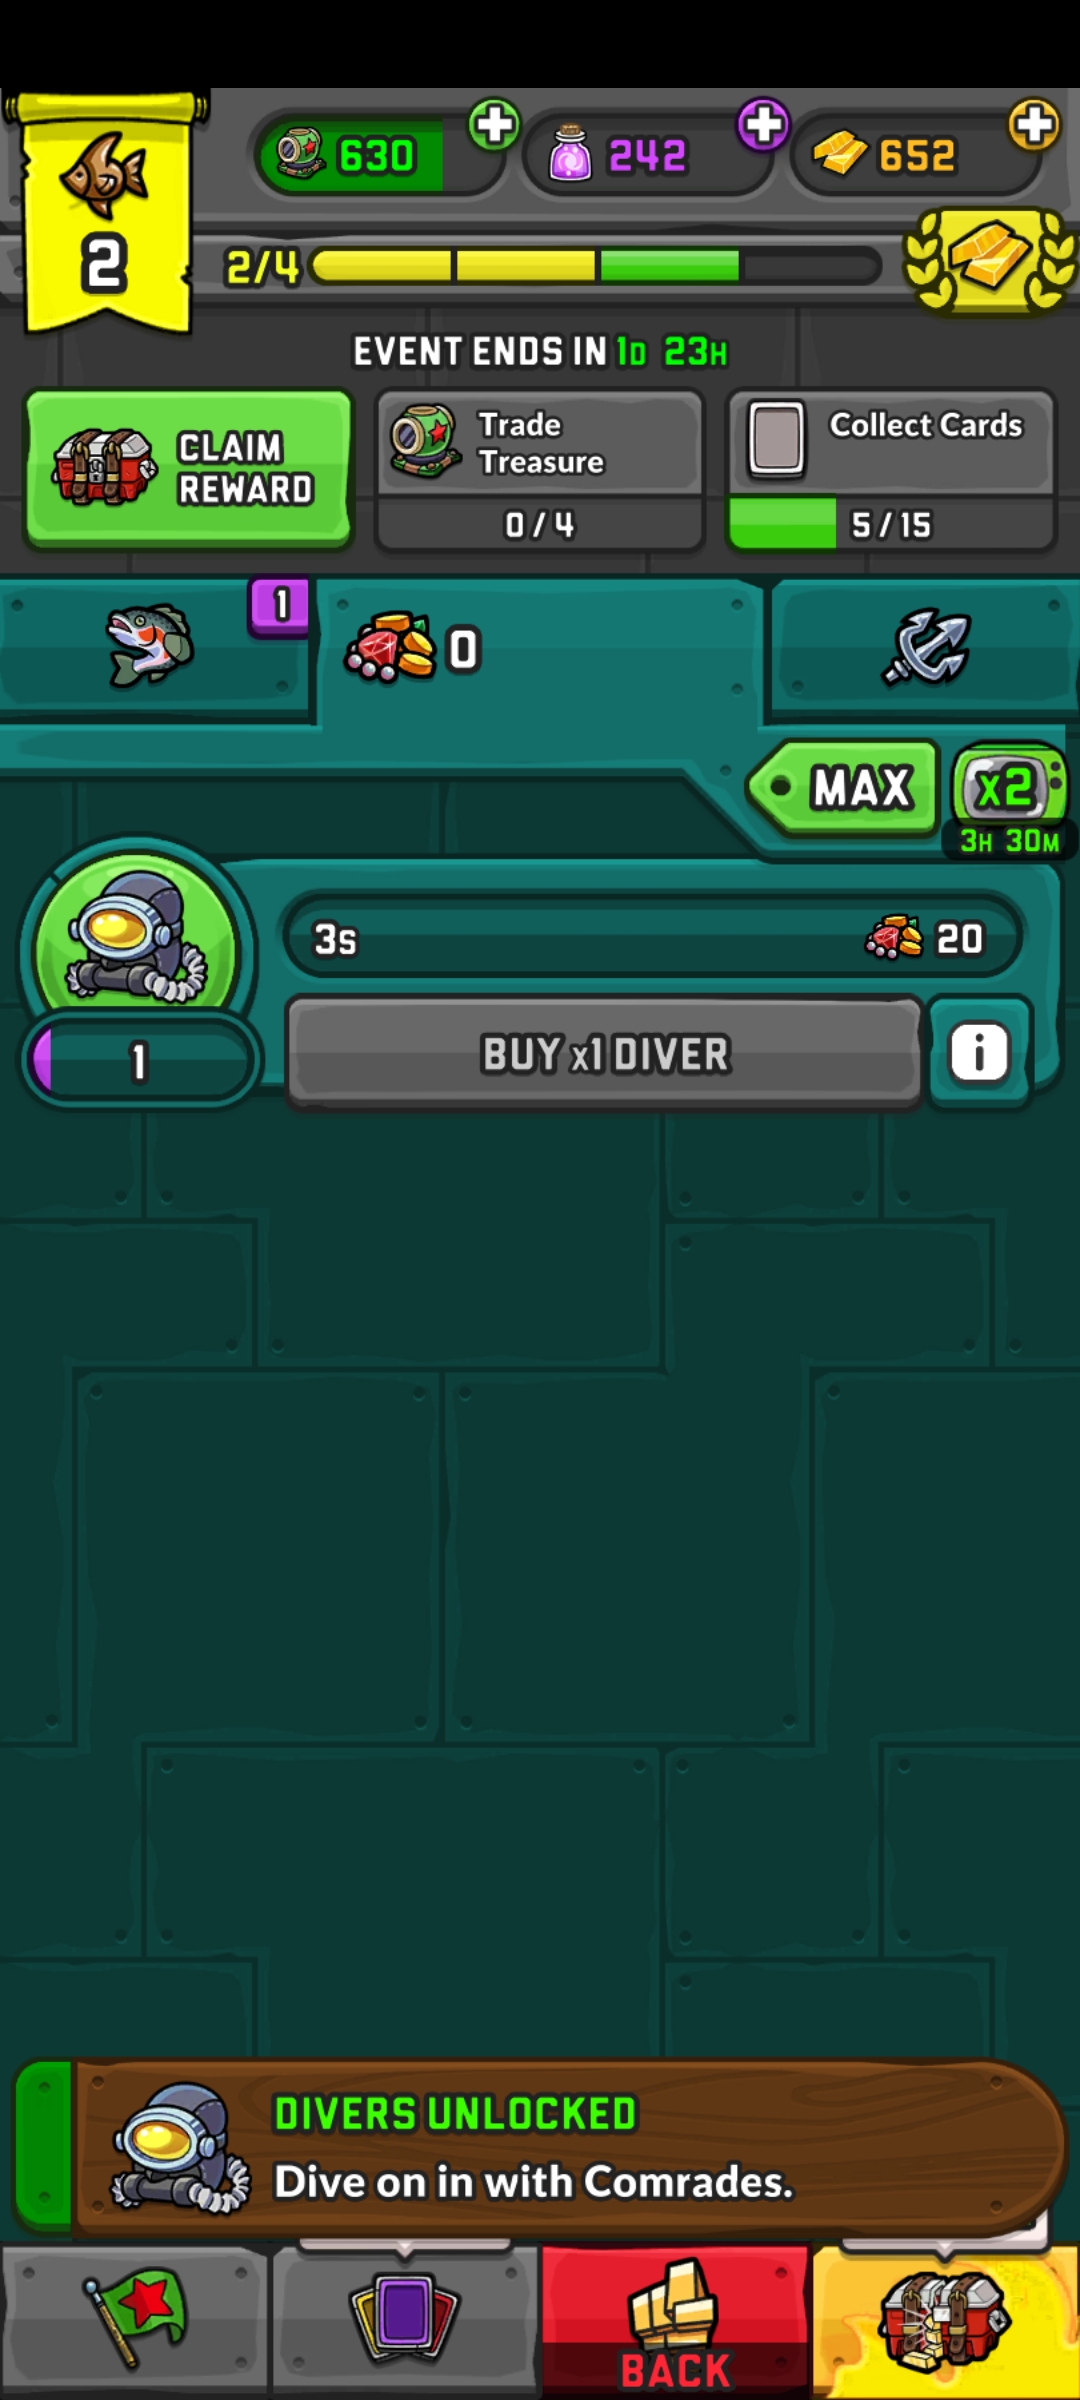 630
242
652
2
2/4
EVENT ENDS IN 1D 23H
CLAIM
REWARD
Trade
Treasure
0/4
Collect Cards
5/15
1
0
MAX
x2
3H 30M
3s
20
1
BUY x1 DIVER
i
DIVERS UNLOCKED
Dive on in with Comrades.
BACK